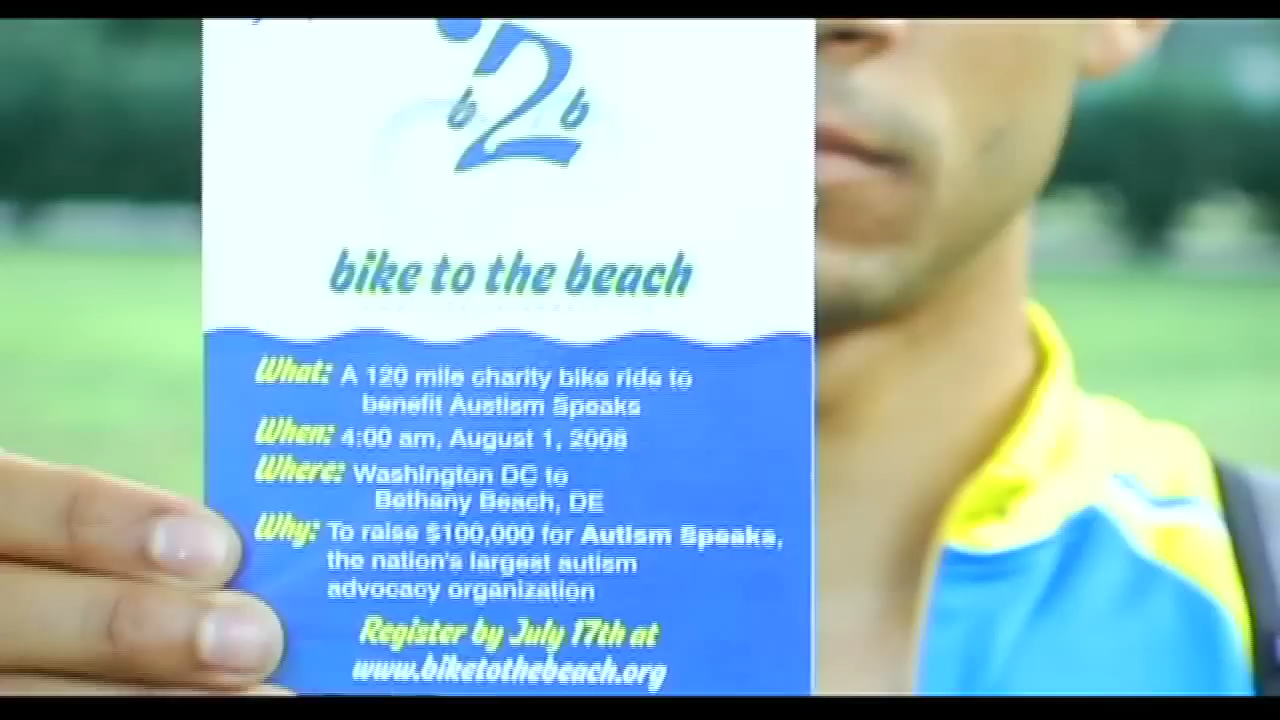 b2b
bike to the beach
What: A 120 mile charity bike ride to
benefit Austism Speaks
When: 4:00 am, August 1, 2008
Where: Washington DC to
Bethany Beach, DE
Why: To raise $100,000 for Autism Speaks,
the nation's largest autism
advocacy organization
Register by July 17th at
www.biketothebeach.org